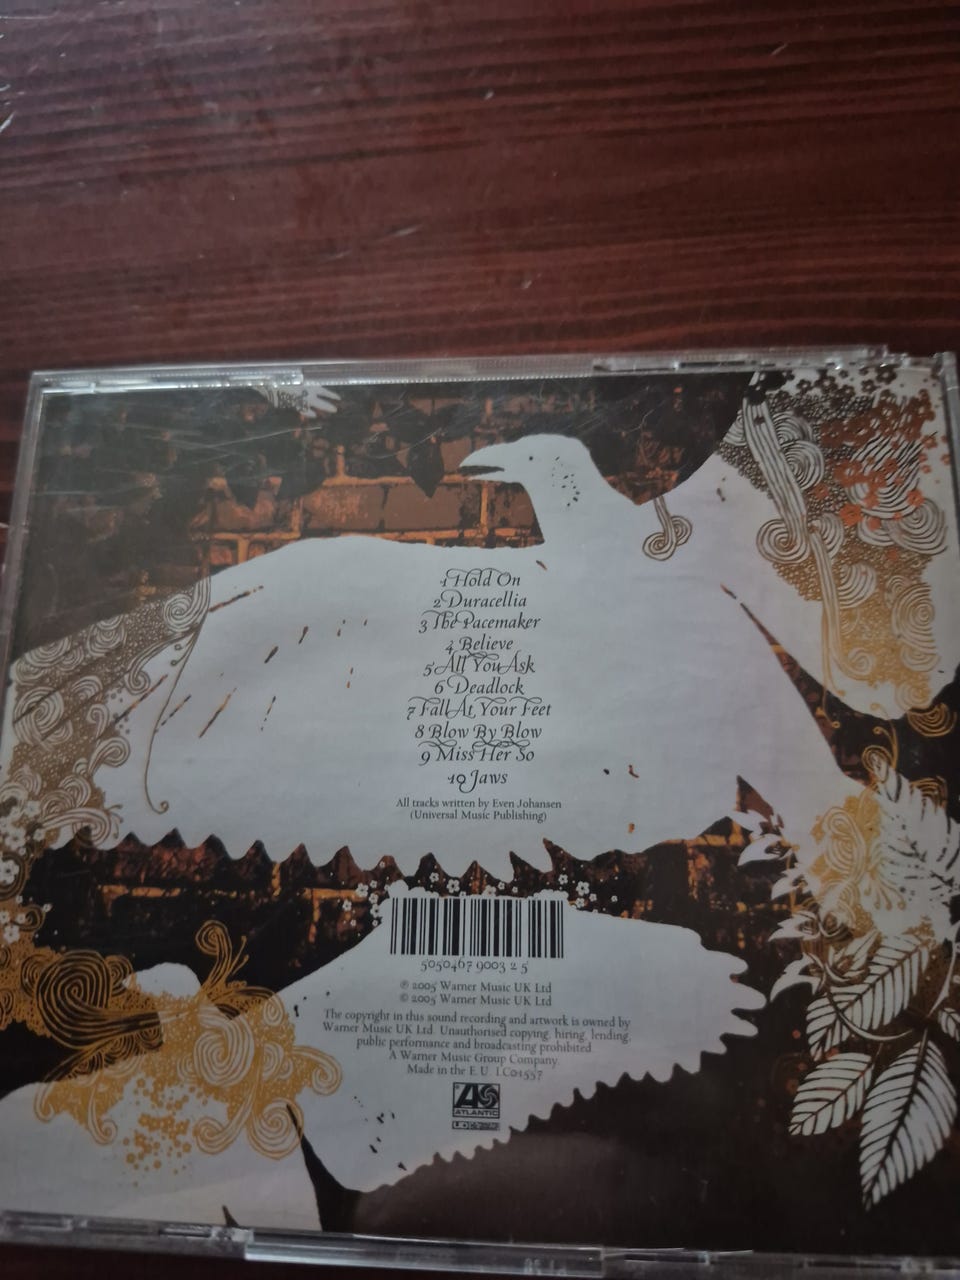 1 Hold On
2 Duracellia
3 The Pacemaker
4 Believe
5 All You Ask
6 Deadlock
7 Fall At Your Feet
8 Blow By Blow
9 Miss Her So
10 Jaws
All tracks written by Even Johansen
(Universal Music Publishing)
5050467 9003 2 5
℗ 2005 Warner Music UK Ltd
© 2005 Warner Music UK Ltd
The copyright in this sound recording and artwork is owned by
Warner Music UK Ltd. Unauthorised copying, hiring, lending,
public performance and broadcasting prohibited
A Warner Music Group Company.
Made in the E.U. LC01557
ATLANTIC